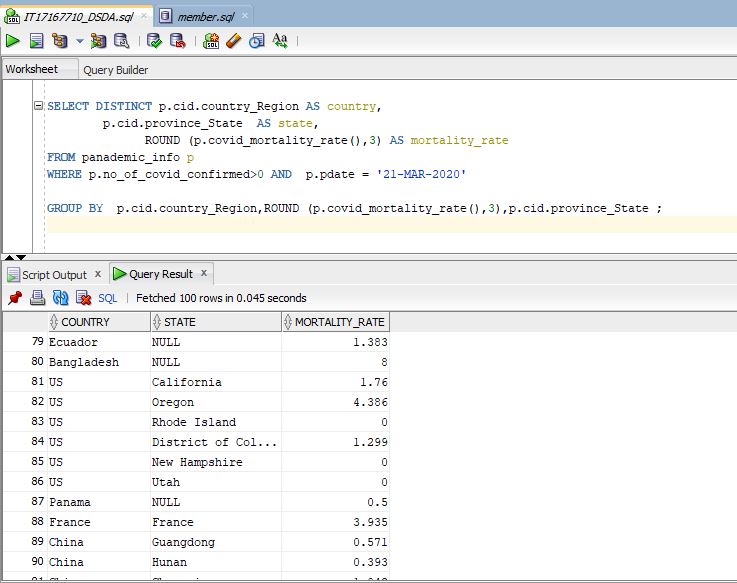 IT17167710_DSDA.sql member.sql
SQL Aa
Worksheet Query Builder
SELECT DISTINCT p.cid.country_Region AS country,
p.cid.province_State AS state,
ROUND (p.covid_mortality_rate(),3) AS mortality_rate
FROM panademic_info p
WHERE p.no_of_covid_confirmed>0 AND p.pdate = '21-MAR-2020'
GROUP BY p.cid.country_Region,ROUND (p.covid_mortality_rate(),3),p.cid.province_State ;
Script Output x Query Result x
SQL | Fetched 100 rows in 0.045 seconds
COUNTRY STATE MORTALITY_RATE
79 Ecuador NULL 1.383
80 Bangladesh NULL 8
81 US California 1.76
82 US Oregon 4.386
83 US Rhode Island 0
84 US District of Col... 1.299
85 US New Hampshire 0
86 US Utah 0
87 Panama NULL 0.5
88 France France 3.935
89 China Guangdong 0.571
90 China Hunan 0.393